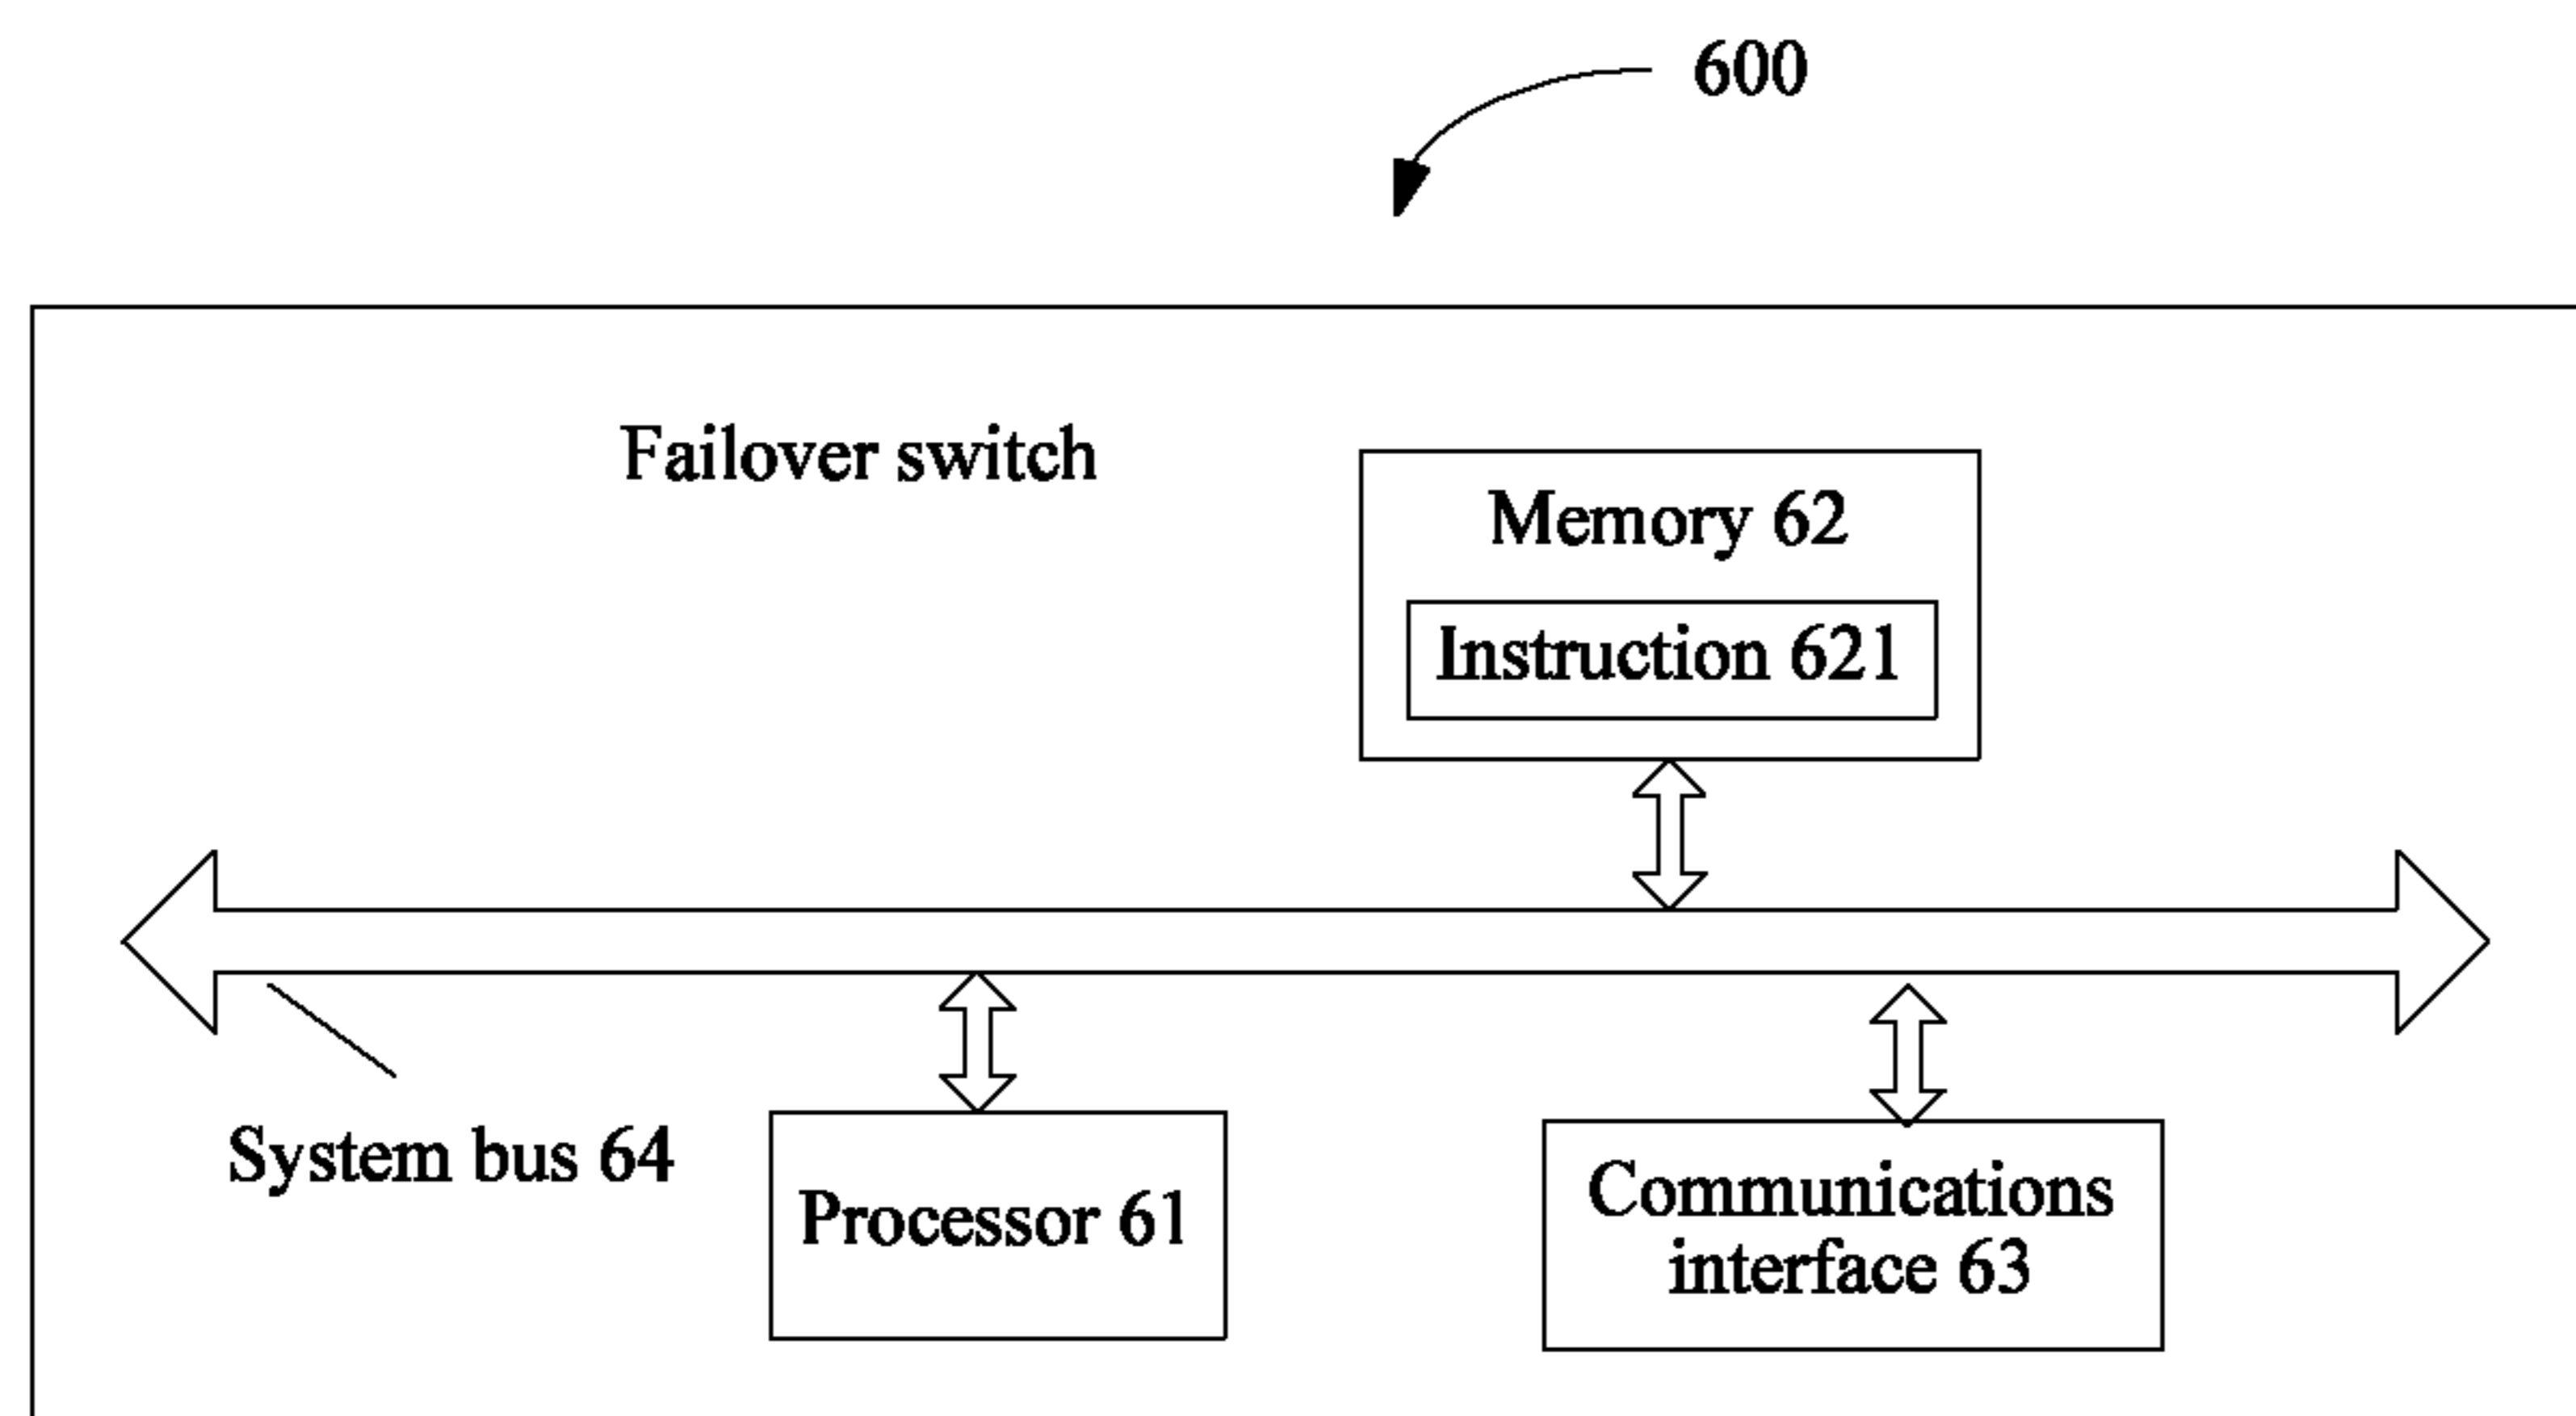 600
Failover switch
Memory 62
Instruction 621
System bus 64
Processor 61
Communications
interface 63